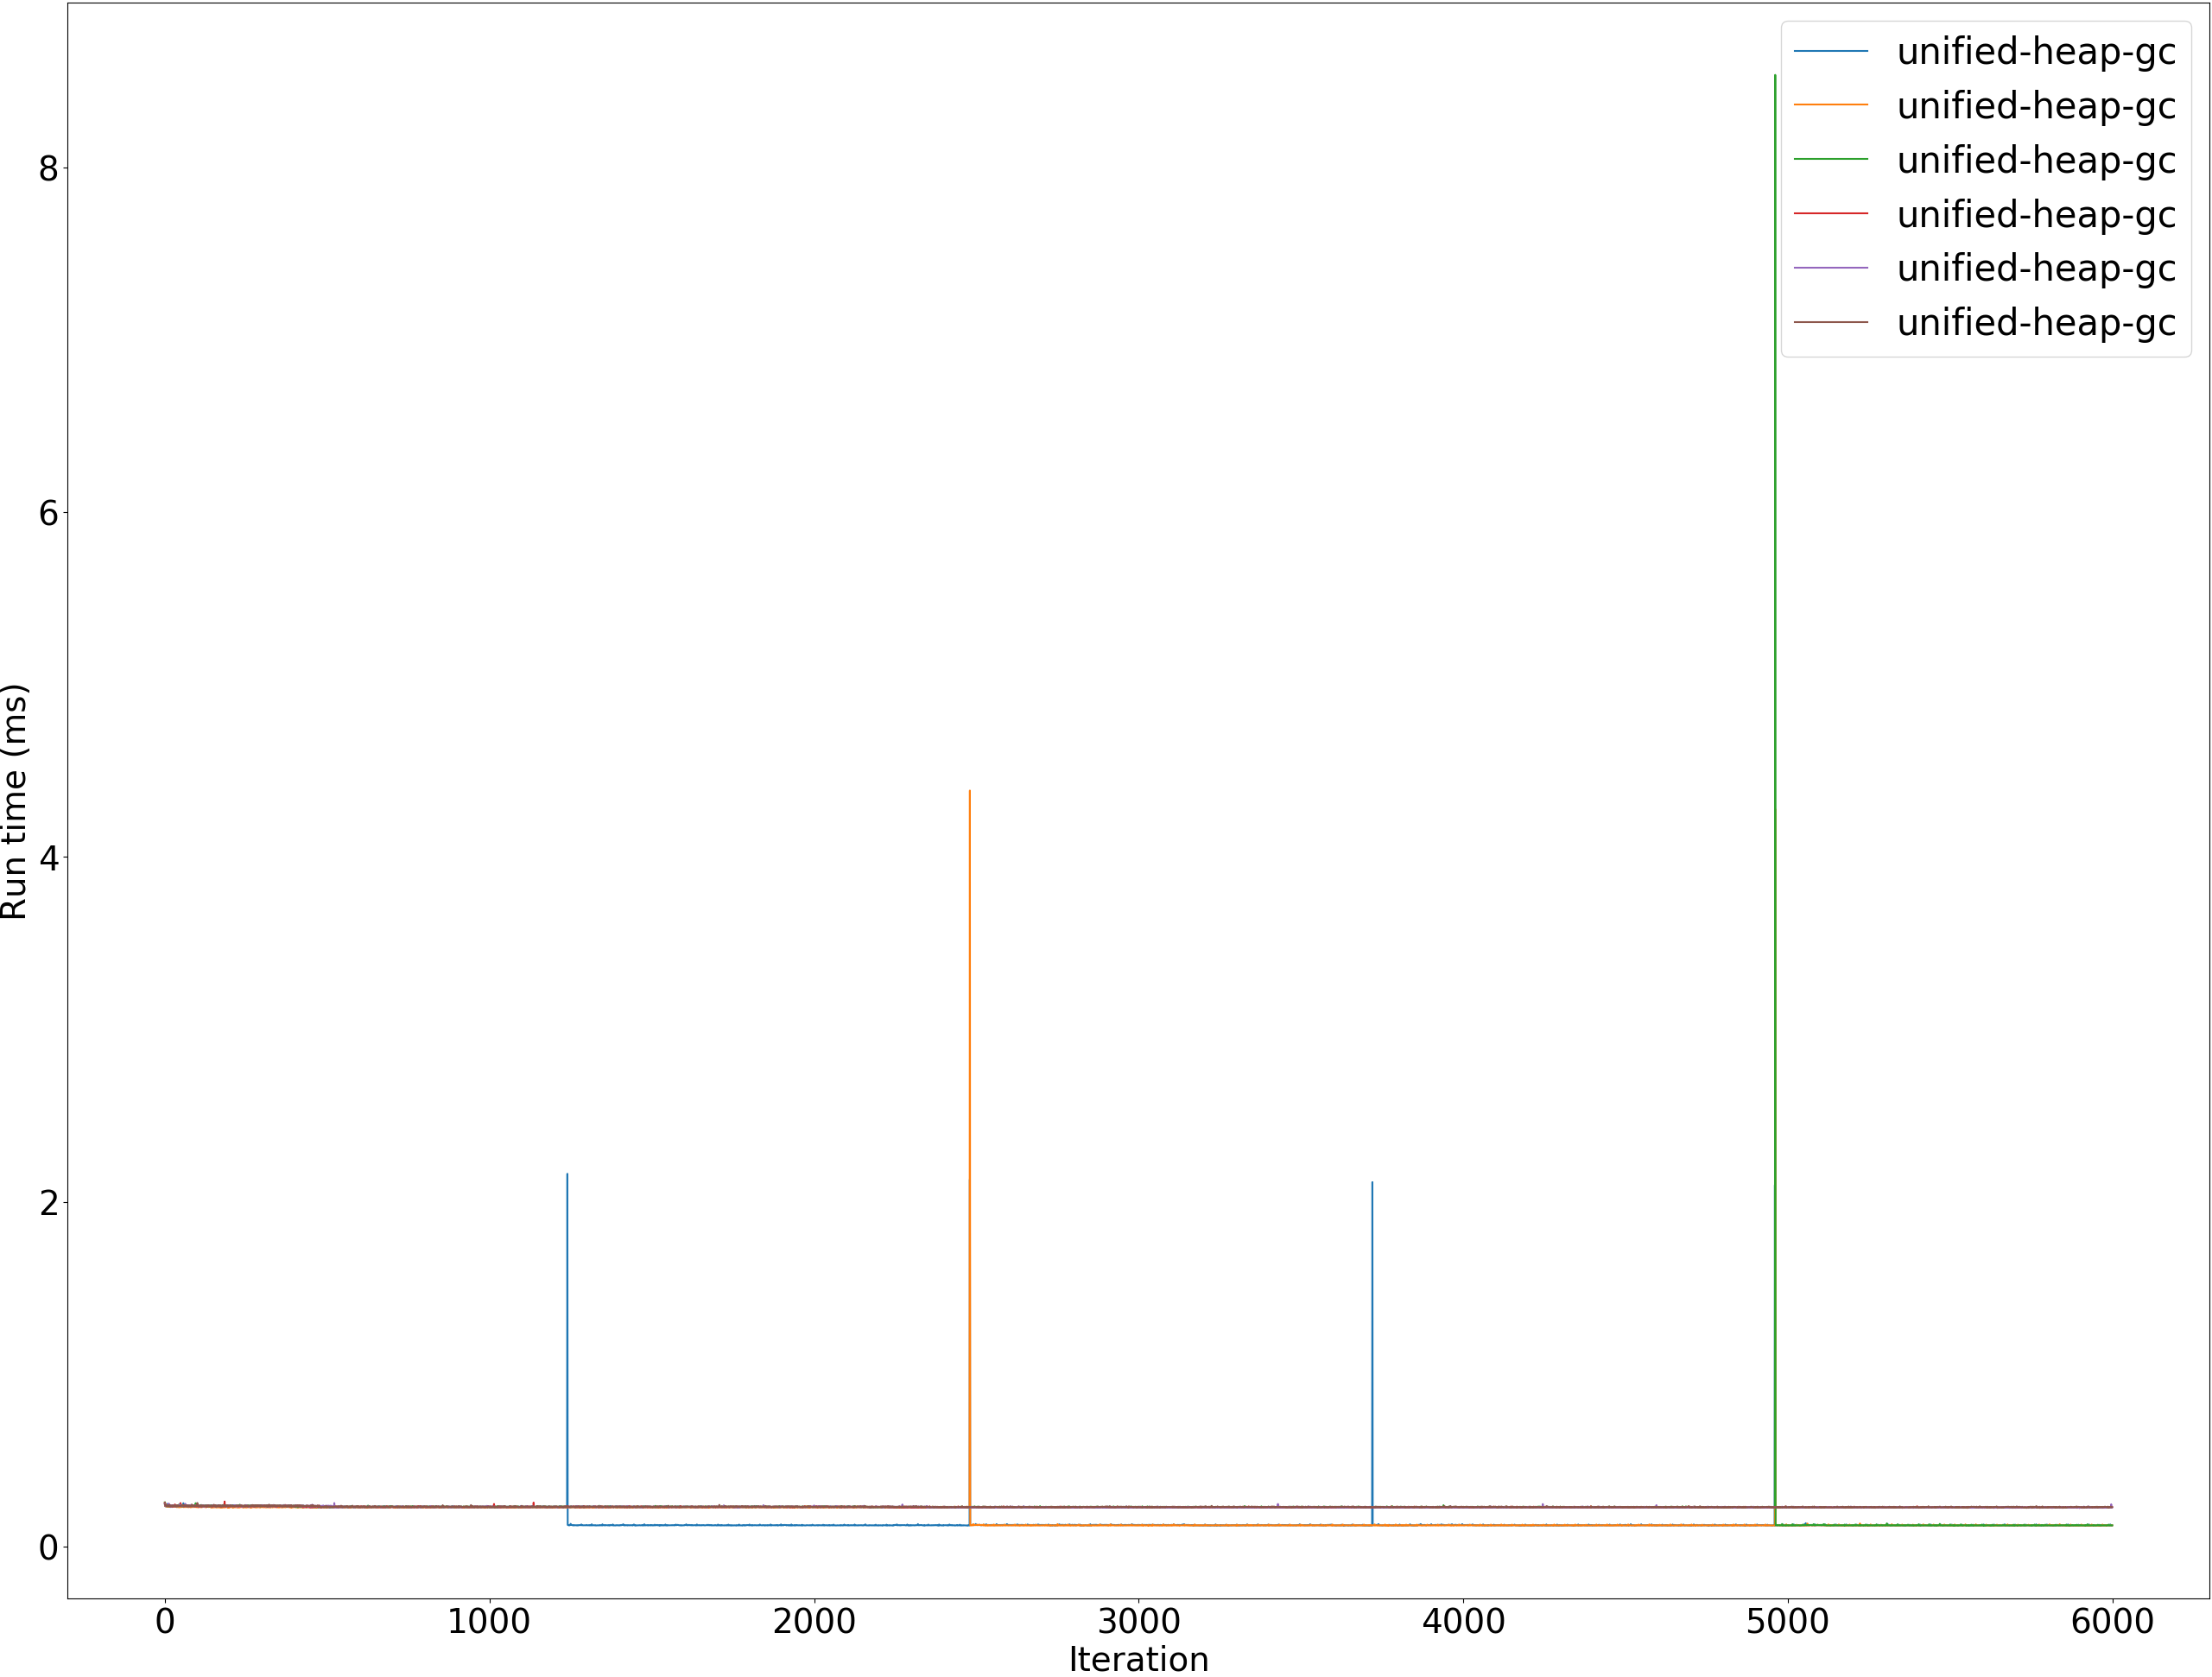 unified-heap-gc
unified-heap-gc
unified-heap-gc
unified-heap-gc
unified-heap-gc
unified-heap-gc
8
6
4
2
0
Run time (ms)
0 1000 2000 3000 4000 5000 6000
Iteration